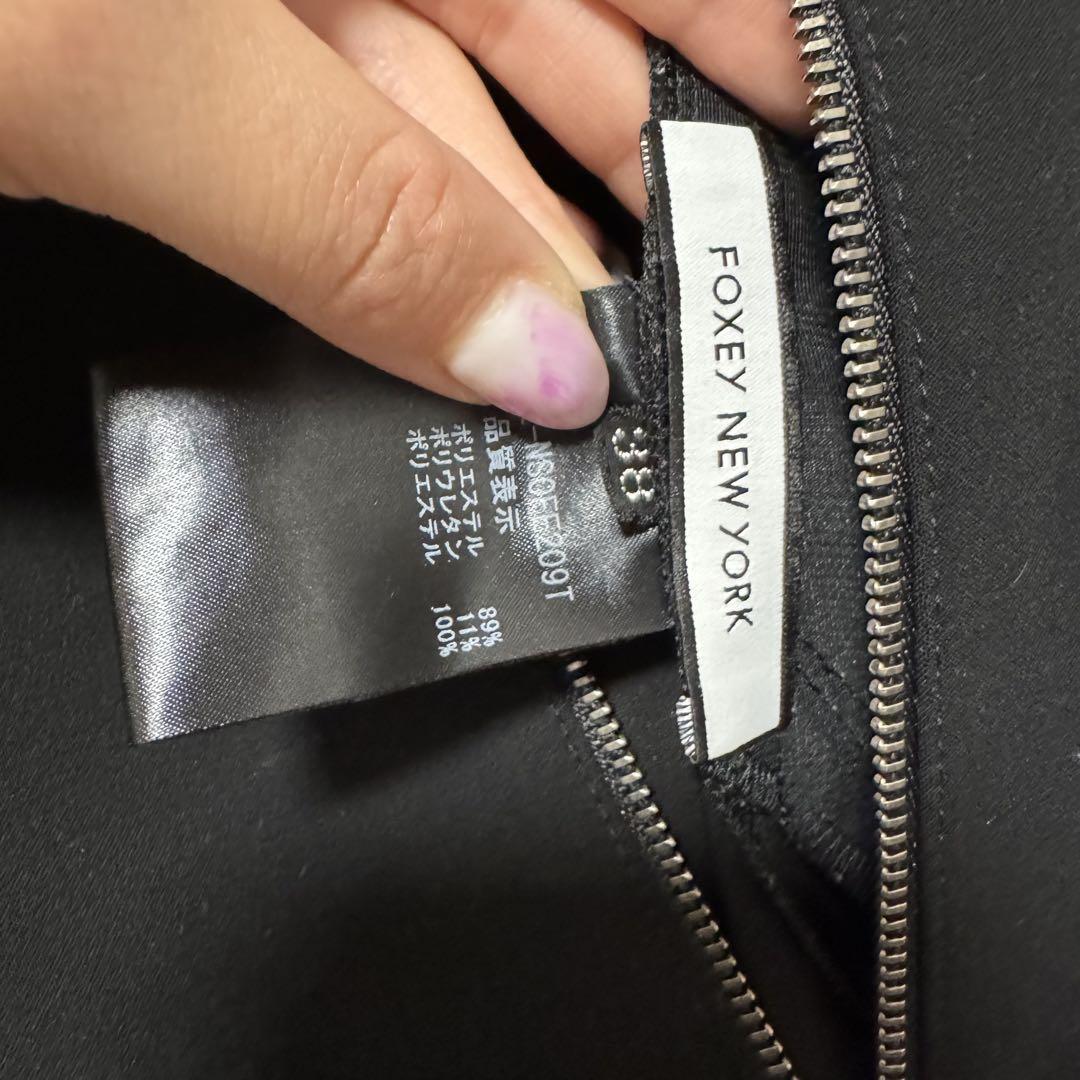 FOXEY NEW YORK
38
品質表示
ポリエステル 89%
ポリウレタン 11%
ポリエステル 100%